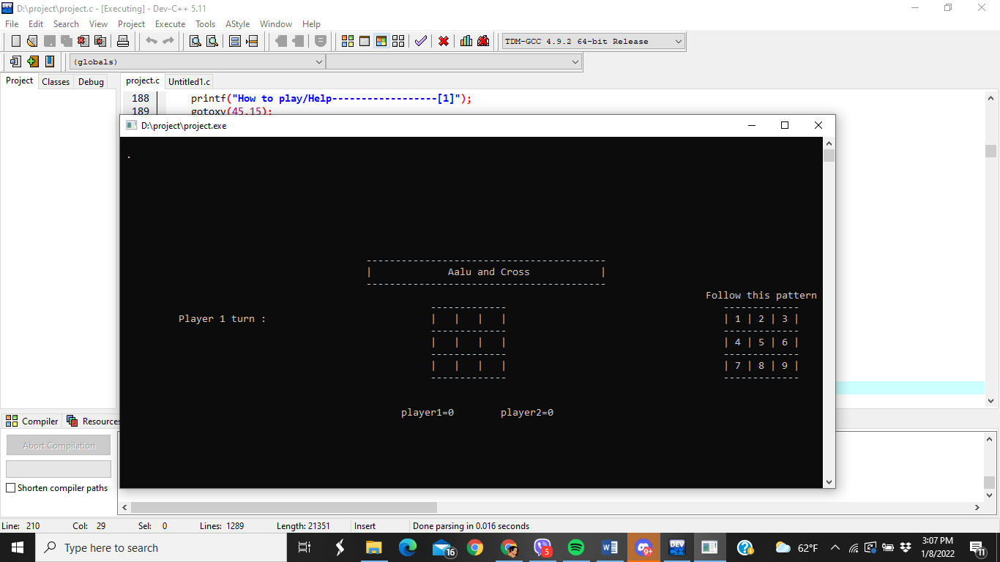 D:\project\project.c - [Executing] - Dev-C++ 5.11
File Edit Search View Project Execute Tools AStyle Window Help
TDM-GCC 4.9.2 64-bit Release
(globals)
Project Classes Debug project.c Untitled1.c
188 printf("How to play/Help------------------[1]");
189 gotoxy(45,15);
D:\project\project.exe
.
-----------------------------------------
| Aalu and Cross |
-----------------------------------------
Follow this pattern
------------- -------------
Player 1 turn : | | | | | 1 | 2 | 3 |
------------- -------------
| | | | | 4 | 5 | 6 |
------------- -------------
| | | | | 7 | 8 | 9 |
------------- -------------
player1=0 player2=0
Compiler Resources
Abort Compilation
Shorten compiler paths
Line: 210 Col: 29 Sel: 0 Lines: 1289 Length: 21351 Insert Done parsing in 0.016 seconds
Type here to search 16 5 W 9+ DEV C++ 62°F 3:07 PM
1/8/2022 11